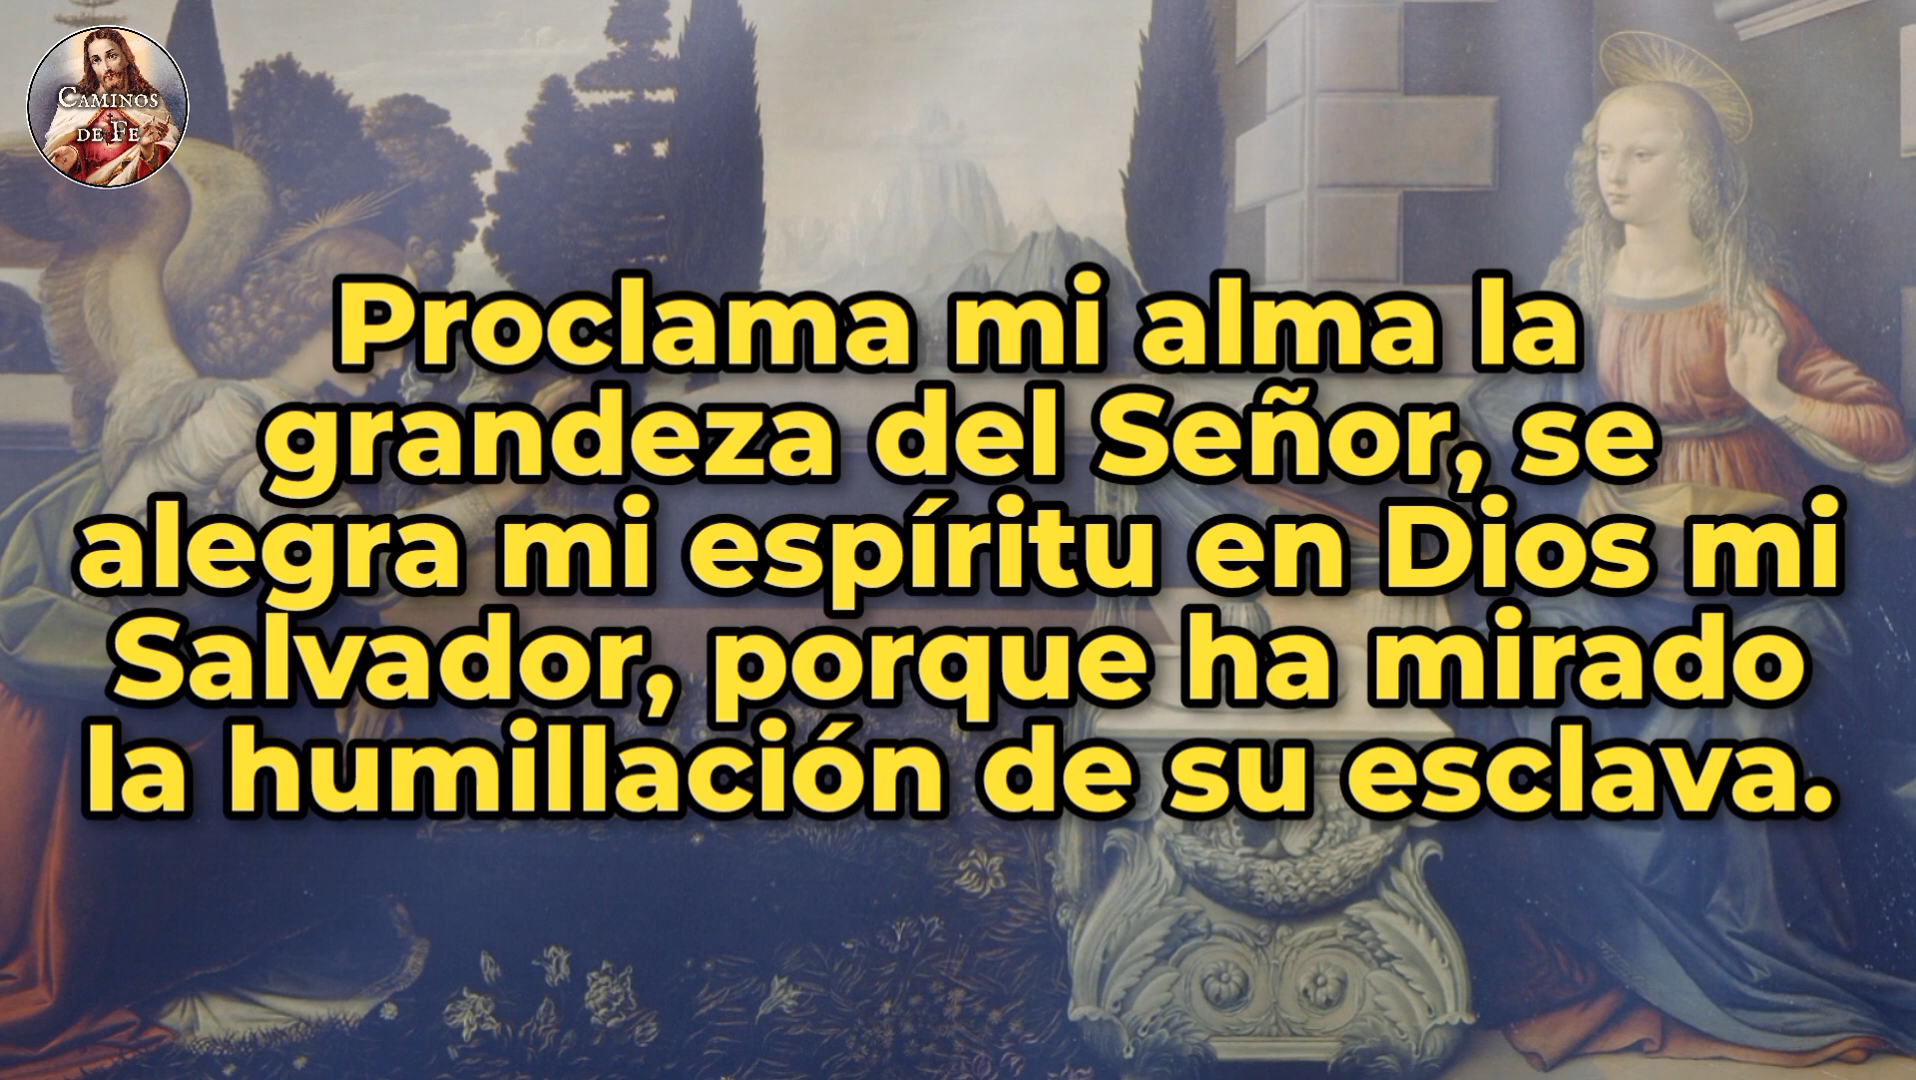 CAMINOS
DE FE
Proclama mi alma la
grandeza del Señor, se
alegra mi espíritu en Dios mi
Salvador, porque ha mirado
la humillación de su esclava.